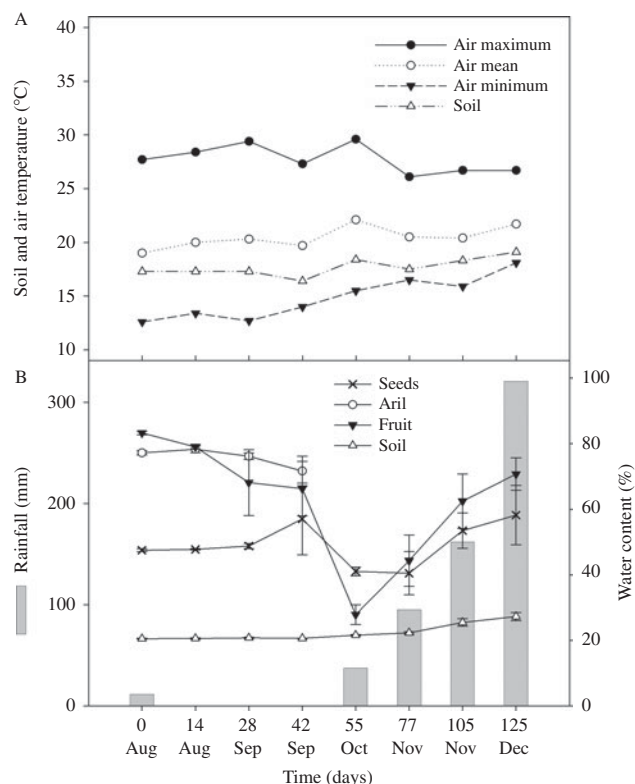 A
40
35
30
25
20
15
10
Soil and air temperature (°C)
Air maximum
Air mean
Air minimum
Soil
B
300
200
100
0
Rainfall (mm)
Seeds
Aril
Fruit
Soil
100
80
60
40
20
0
Water content (%)
0 14 28 42 55 77 105 125
Aug Aug Sep Sep Oct Nov Nov Dec
Time (days)